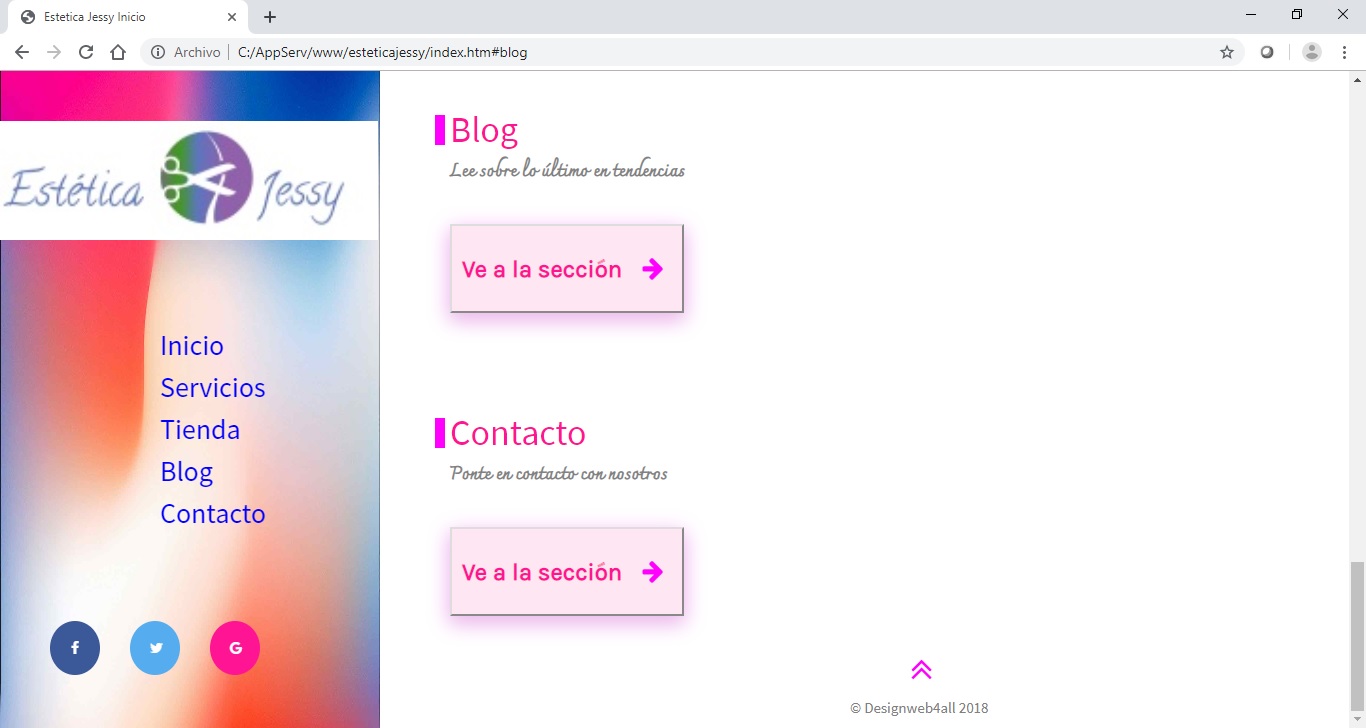 Estetica Jessy Inicio
Archivo
C:/AppServ/www/esteticajessy/index.htm#blog
Estética Jessy
Inicio
Servicios
Tienda
Blog
Contacto
f
G
Blog
Lee sobre lo último en tendencias
Ve a la sección
Contacto
Ponte en contacto con nosotros
Ve a la sección
© Designweb4all 2018